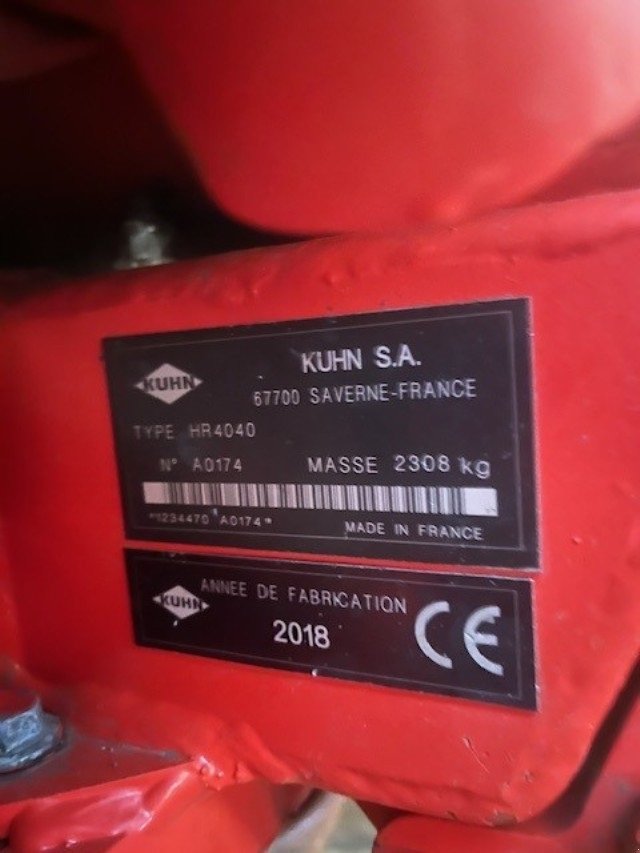 KUHN
KUHN S.A.
67700 SAVERNE-FRANCE
TYPE HR4040
N° A0174 MASSE 2308 kg
*1234470 A0174*
MADE IN FRANCE
KUHN
ANNEE DE FABRICATION
2018
CE